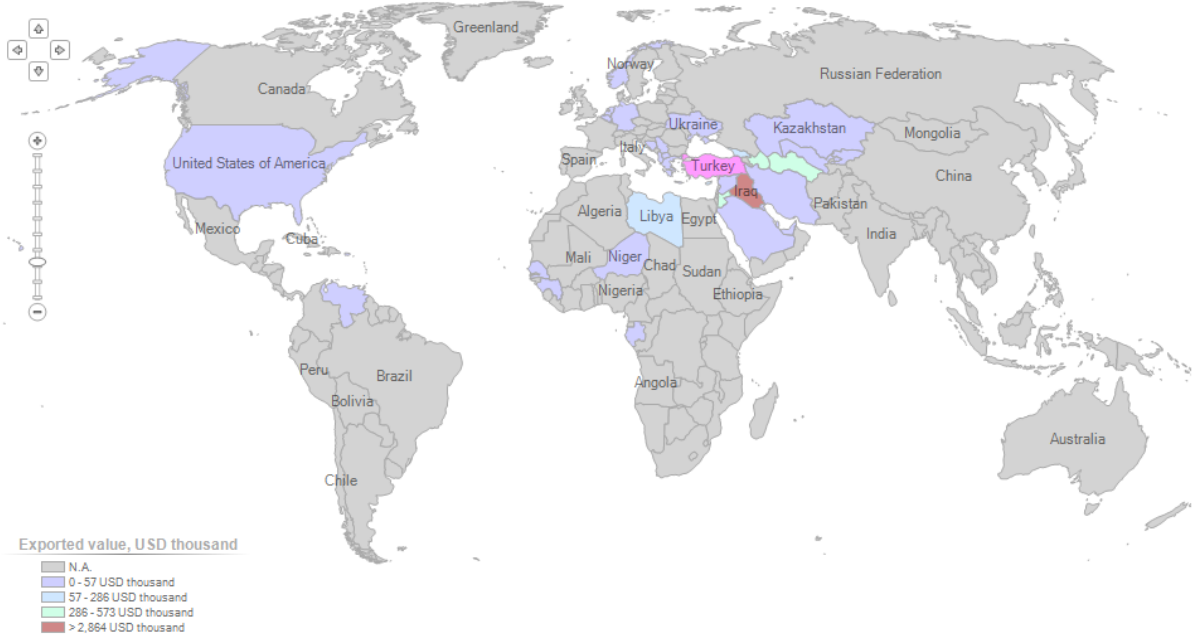 Greenland
Norway
Russian Federation
Canada
Ukraine
Kazakhstan
Mongolia
Italy
United States of America
Spain
Turkey
China
Iraq
Pakistan
Algeria
Libya
Egypt
Mexico
India
Cuba
Mali
Niger
Chad
Sudan
Nigeria
Ethiopia
Peru
Brazil
Angola
Bolivia
Australia
Chile
Exported value, USD thousand
N.A.
0 - 57 USD thousand
57 - 286 USD thousand
286 - 573 USD thousand
> 2,864 USD thousand